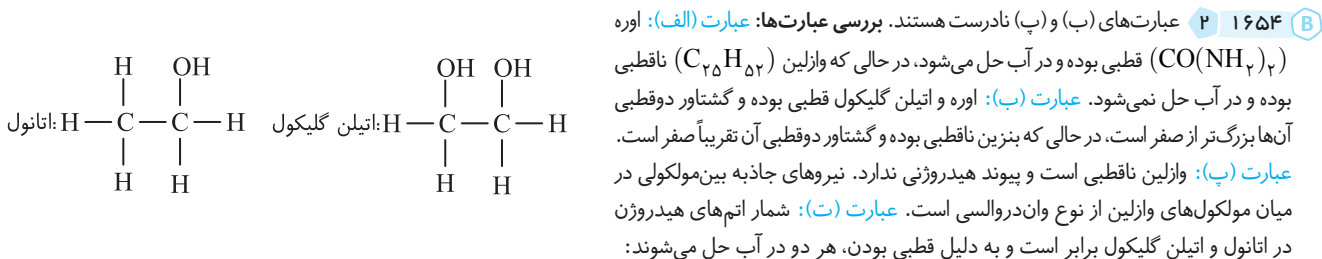 B ۱۶۵۴ ۲ عبارت‌های (ب) و (پ) نادرست هستند. بررسی عبارت‌ها: عبارت (الف): اوره
(CO(NH۲)۲) قطبی بوده و در آب حل می‌شود، در حالی که وازلین (C۲۵H۵۲) ناقطبی
بوده و در آب حل نمی‌شود. عبارت (ب): اوره و اتیلن گلیکول قطبی بوده و گشتاور دوقطبی
آن‌ها بزرگ‌تر از صفر است، در حالی که بنزین ناقطبی بوده و گشتاور دوقطبی آن تقریباً صفر است.
عبارت (پ): وازلین ناقطبی است و پیوند هیدروژنی ندارد. نیروهای جاذبه بین‌مولکولی در
میان مولکول‌های وازلین از نوع وان‌دروالسی است. عبارت (ت): شمار اتم‌های هیدروژن
در اتانول و اتیلن گلیکول برابر است و به دلیل قطبی بودن، هر دو در آب حل می‌شوند:
OH OH
اتیلن گلیکول: H — C — C — H
H H
H OH
اتانول: H — C — C — H
H H